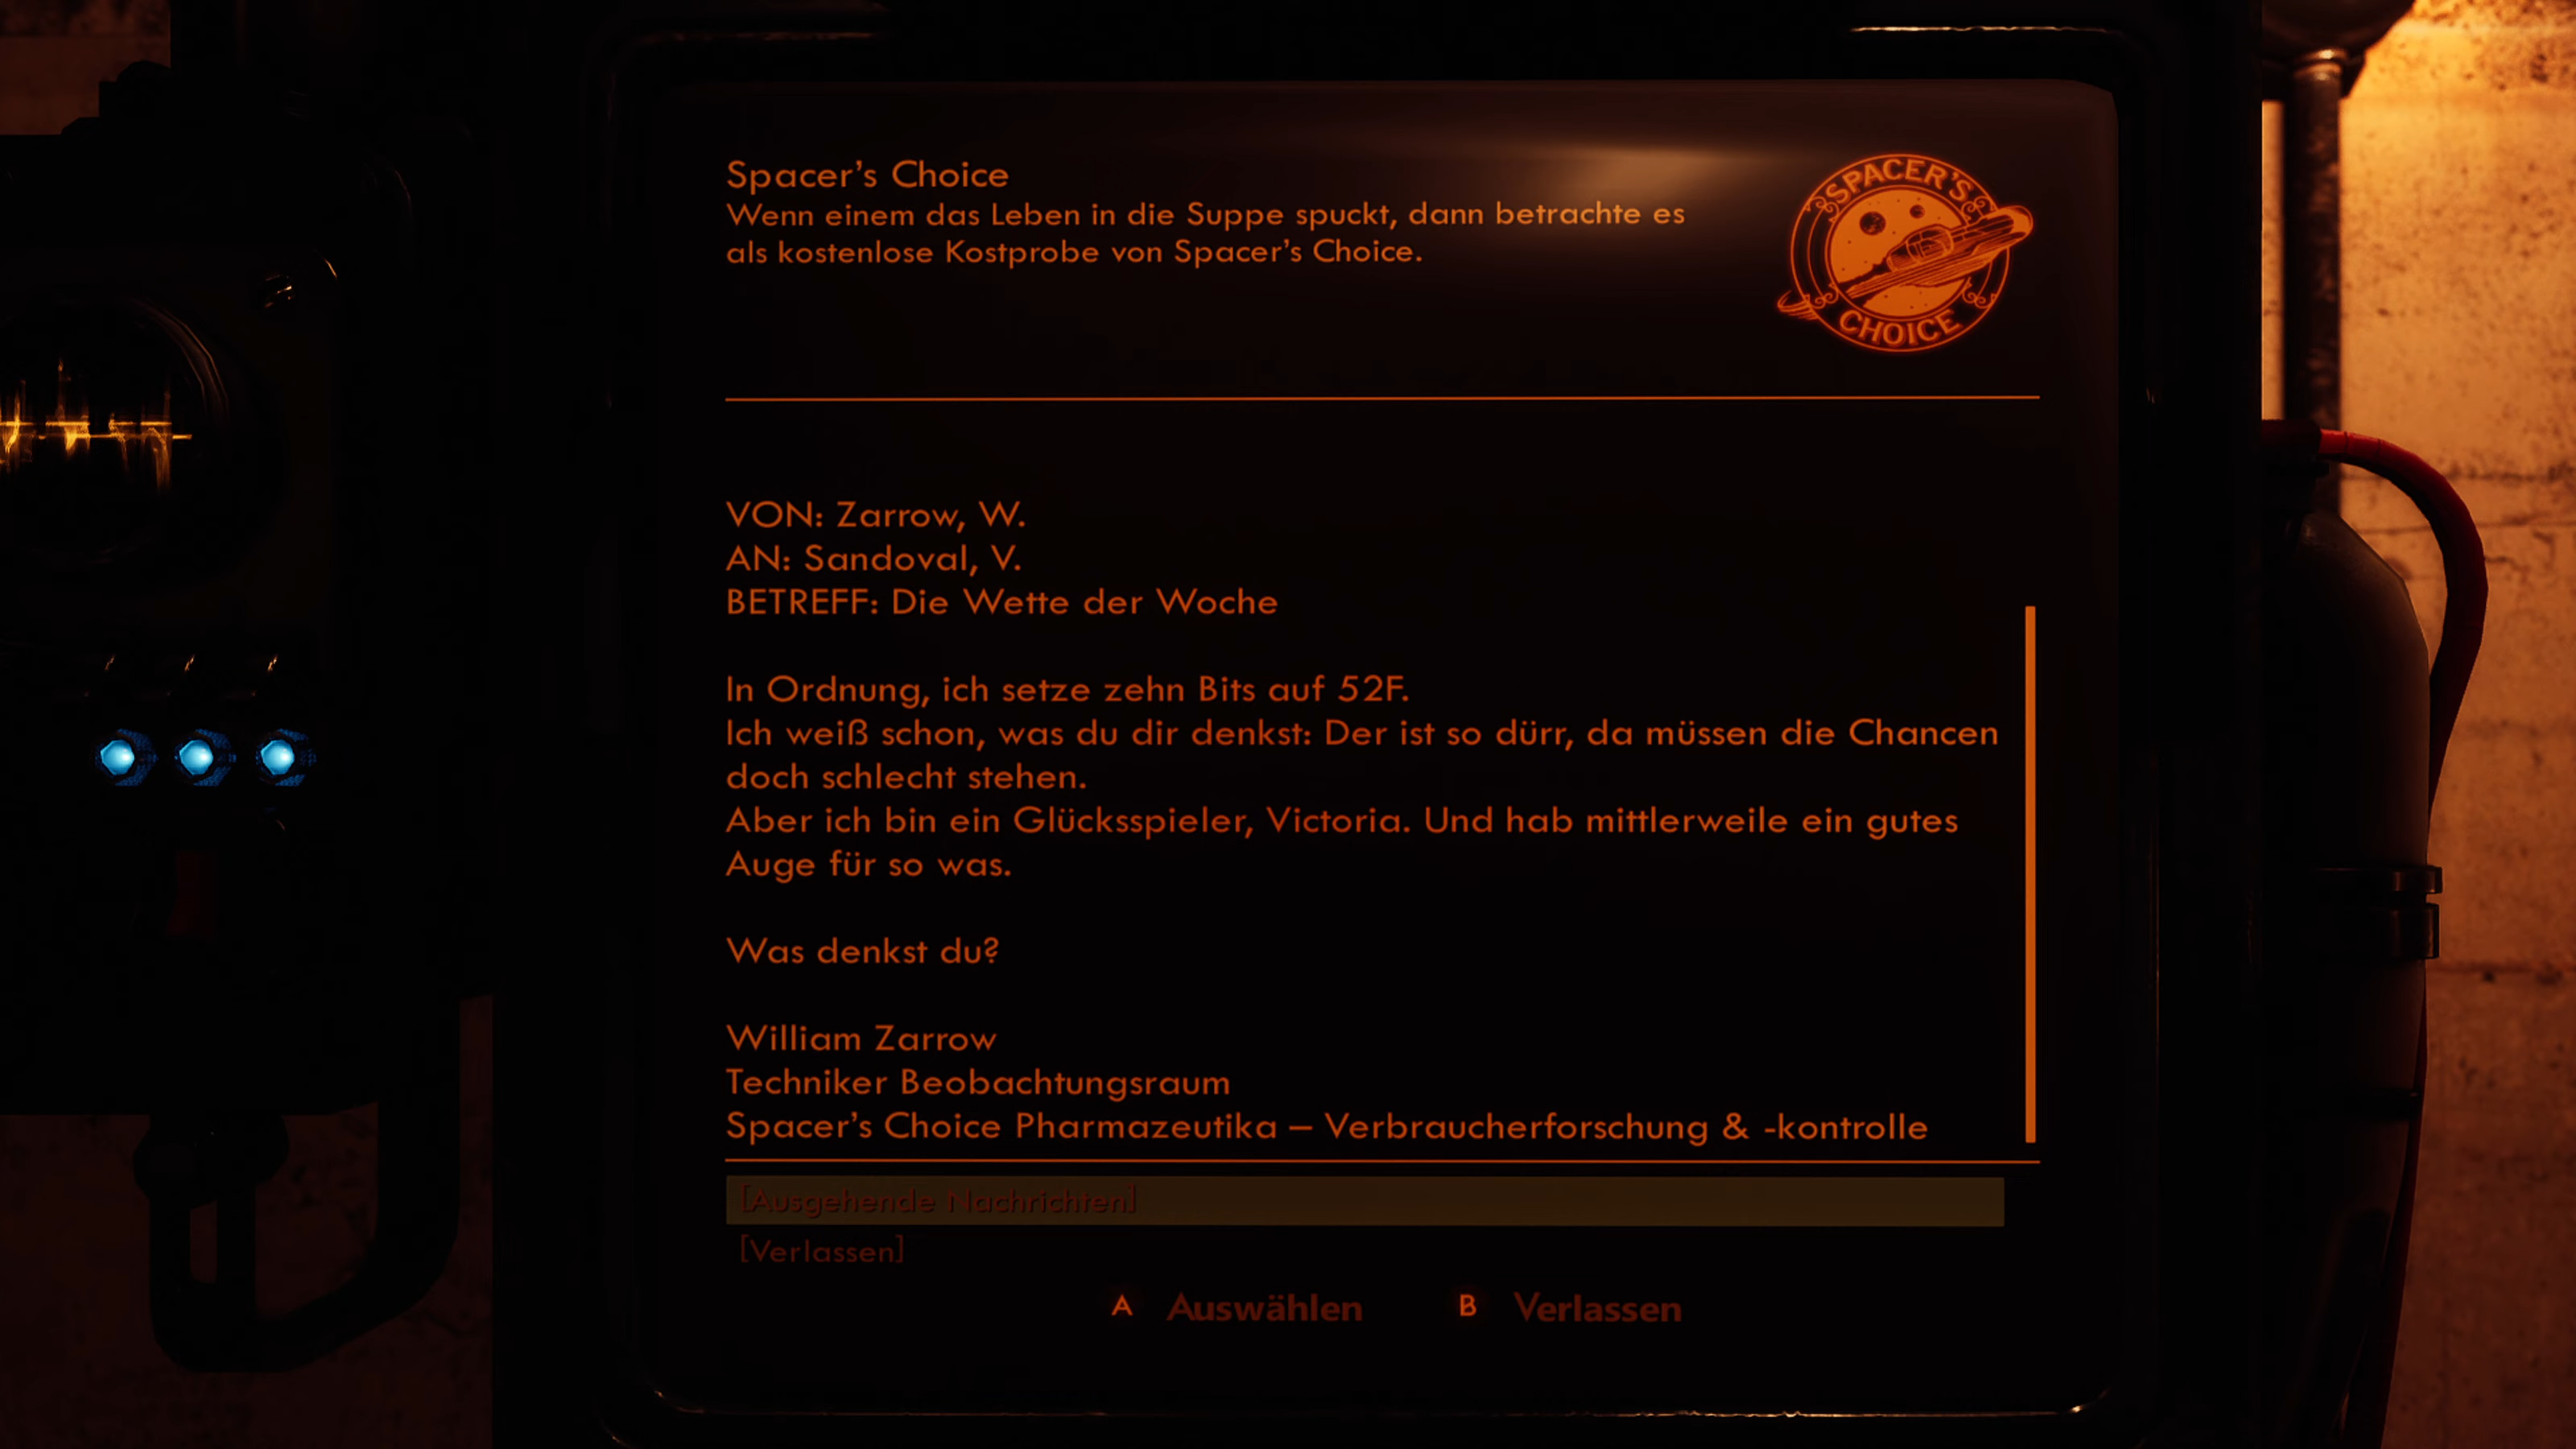 Spacer's Choice
Wenn einem das Leben in die Suppe spuckt, dann betrachte es
als kostenlose Kostprobe von Spacer's Choice.
SPACER'S
CHOICE
VON: Zarrow, W.
AN: Sandoval, V.
BETREFF: Die Wette der Woche
In Ordnung, ich setze zehn Bits auf 52F.
Ich weiß schon, was du dir denkst: Der ist so dürr, da müssen die Chancen
doch schlecht stehen.
Aber ich bin ein Glücksspieler, Victoria. Und hab mittlerweile ein gutes
Auge für so was.
Was denkst du?
William Zarrow
Techniker Beobachtungsraum
Spacer's Choice Pharmazeutika – Verbraucherforschung & -kontrolle
[Ausgehende Nachrichten]
[Verlassen]
A Auswählen B Verlassen